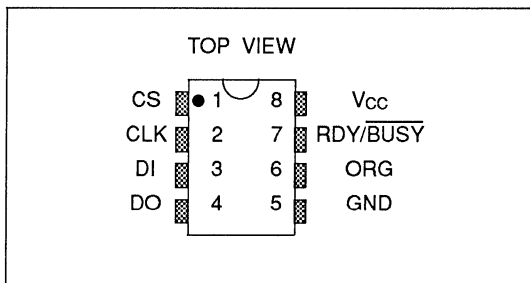 TOP VIEW
CS 1 8 VCC
CLK 2 7 RDY/BUSY
DI 3 6 ORG
DO 4 5 GND